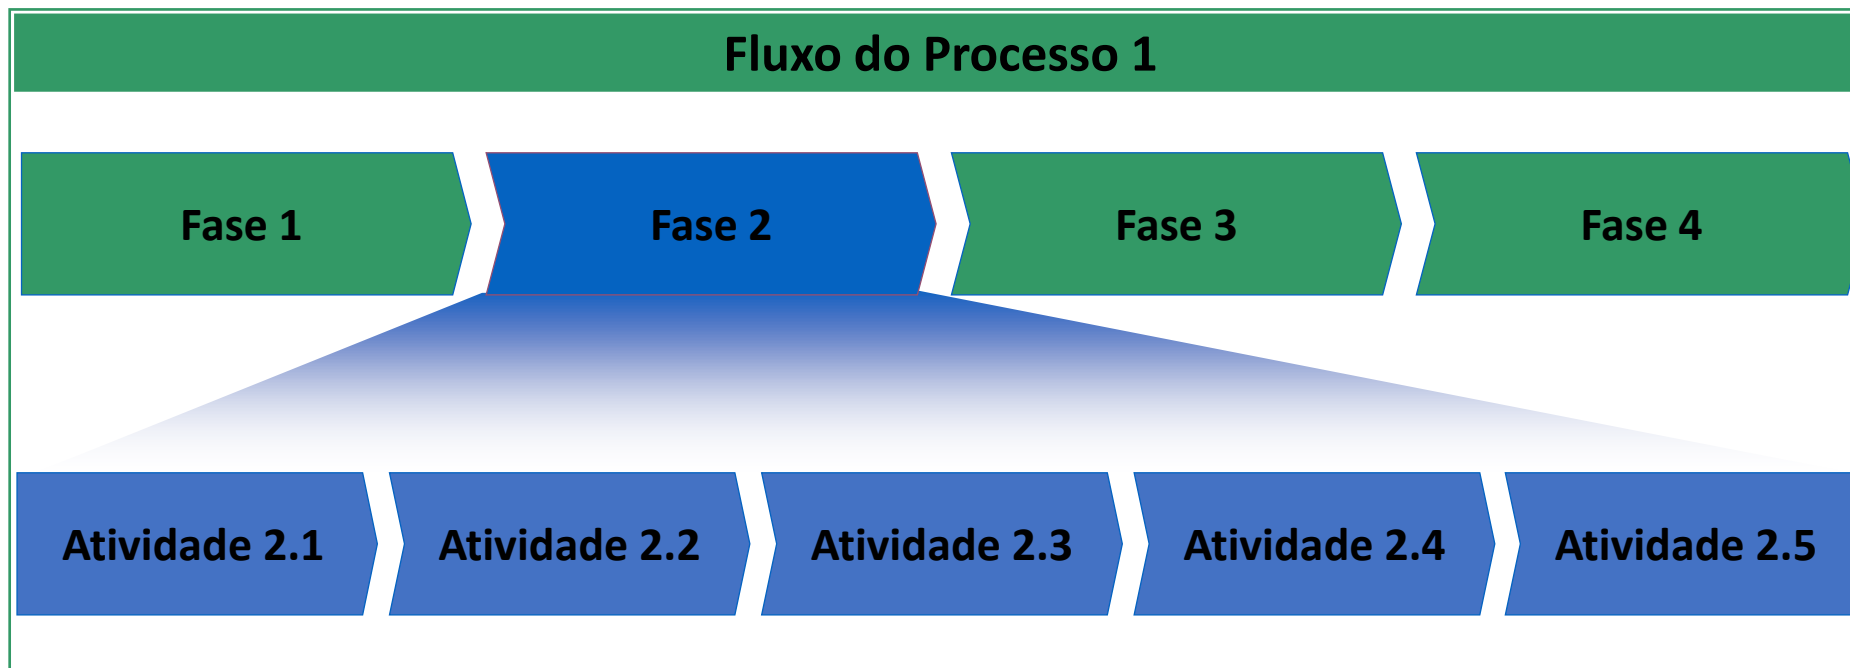 Fluxo do Processo 1
Fase 1
Fase 2
Fase 3
Fase 4
Atividade 2.1
Atividade 2.2
Atividade 2.3
Atividade 2.4
Atividade 2.5